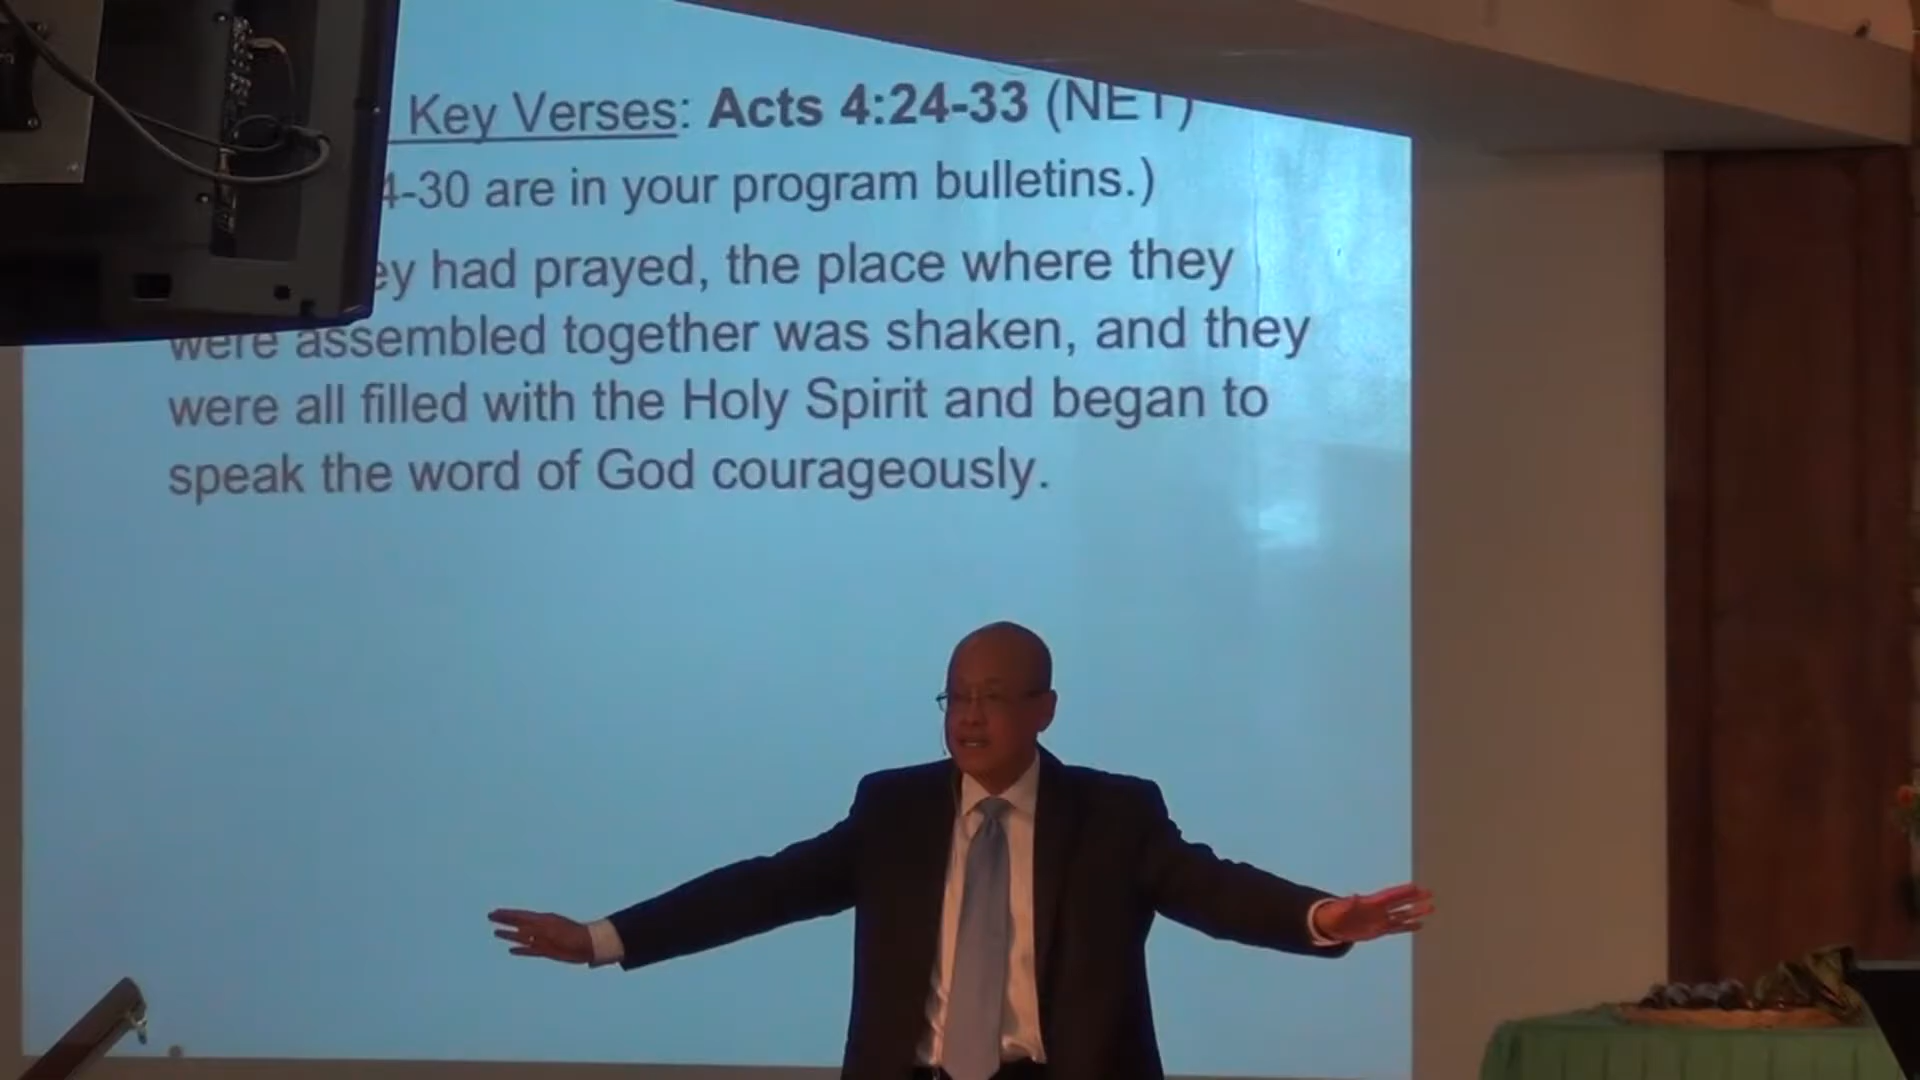 Key Verses: Acts 4:24-33 (NET)
4-30 are in your program bulletins.)
ey had prayed, the place where they
were assembled together was shaken, and they
were all filled with the Holy Spirit and began to
speak the word of God courageously.